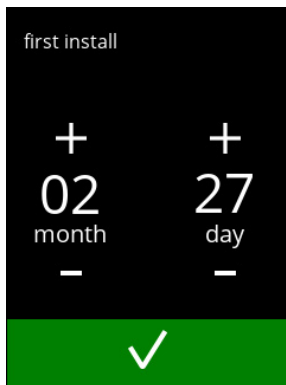 first install
+ +
02 27
month day
- -